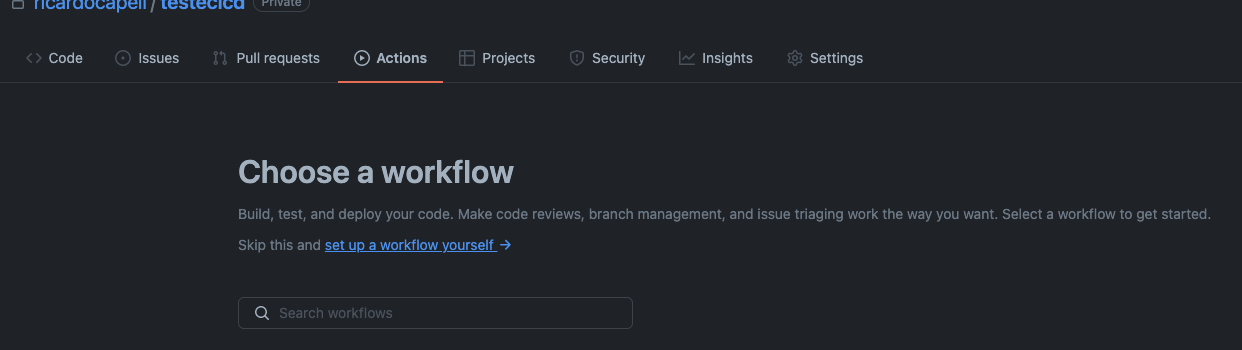 ricardocapeli / testecicd Private
Code Issues Pull requests Actions Projects Security Insights Settings
Choose a workflow
Build, test, and deploy your code. Make code reviews, branch management, and issue triaging work the way you want. Select a workflow to get started.
Skip this and set up a workflow yourself →
Search workflows